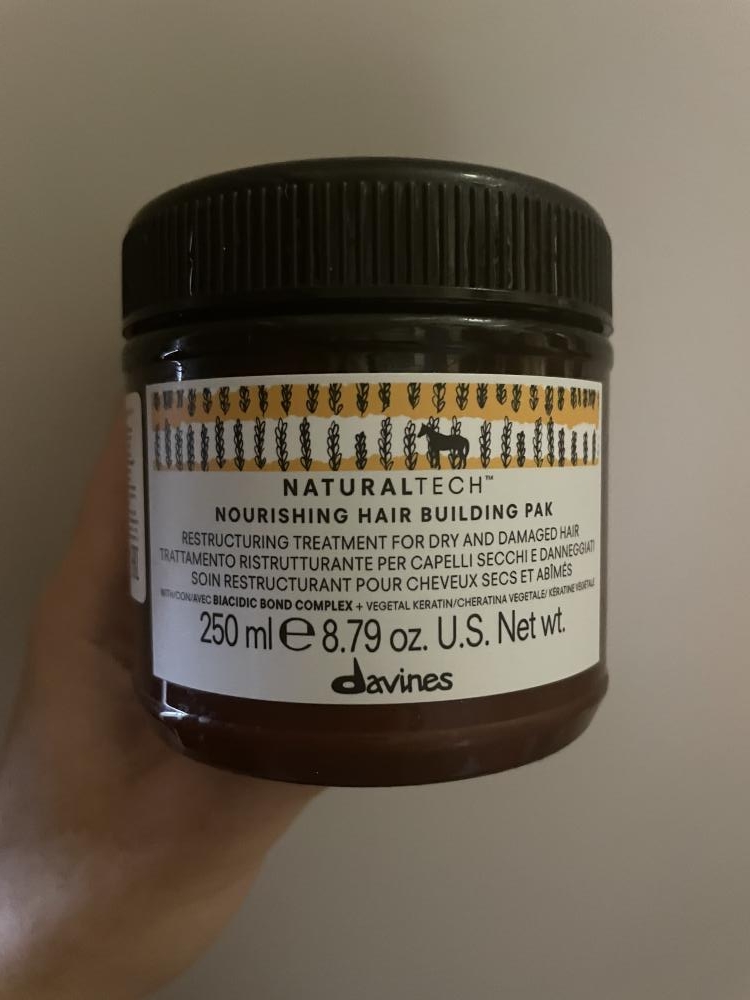 NATURALTECH™
NOURISHING HAIR BUILDING PAK
RESTRUCTURING TREATMENT FOR DRY AND DAMAGED HAIR
TRATTAMENTO RISTRUTTURANTE PER CAPELLI SECCHI E DANNEGGIATI
SOIN RESTRUCTURANT POUR CHEVEUX SECS ET ABÎMÉS
WITH/CON/AVEC BIACIDIC BOND COMPLEX + VEGETAL KERATIN/CHERATINA VEGETALE/ KÉRATINE VÉGÉTALE
250 ml e 8.79 oz. U.S. Net wt.
davines